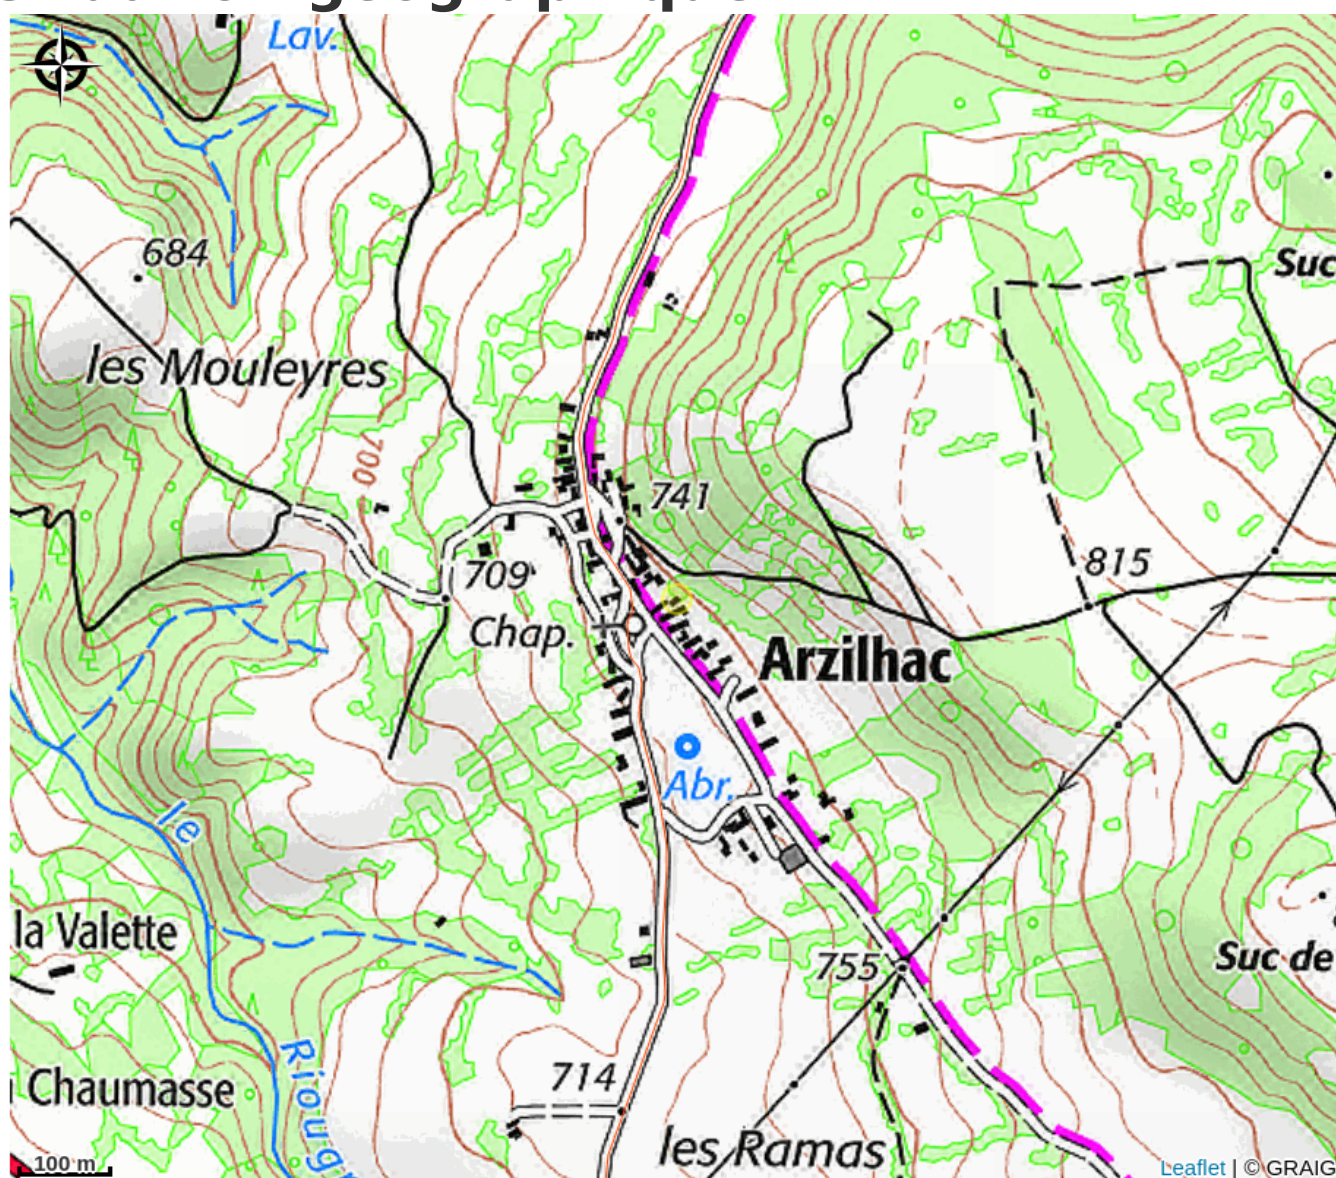 Lav.
684
Suc
les Mouleyres
700
741
815
709
Chap.
Arzilhac
Abr.
le
la Valette
755
Suc de
Riougr
Chaumasse
714
les Ramas
100 m
Leaflet | © GRAIG